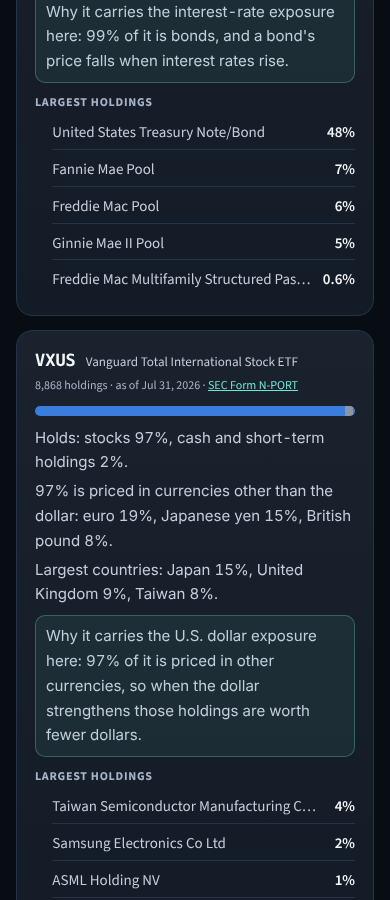 Why it carries the interest-rate exposure
here: 99% of it is bonds, and a bond's
price falls when interest rates rise.
LARGEST HOLDINGS
United States Treasury Note/Bond 48%
Fannie Mae Pool 7%
Freddie Mac Pool 6%
Ginnie Mae II Pool 5%
Freddie Mac Multifamily Structured Pas… 0.6%
VXUS Vanguard Total International Stock ETF
8,868 holdings · as of Jul 31, 2026 · SEC Form N-PORT
Holds: stocks 97%, cash and short-term
holdings 2%.
97% is priced in currencies other than the
dollar: euro 19%, Japanese yen 15%, British
pound 8%.
Largest countries: Japan 15%, United
Kingdom 9%, Taiwan 8%.
Why it carries the U.S. dollar exposure
here: 97% of it is priced in other
currencies, so when the dollar
strengthens those holdings are worth
fewer dollars.
LARGEST HOLDINGS
Taiwan Semiconductor Manufacturing C… 4%
Samsung Electronics Co Ltd 2%
ASML Holding NV 1%